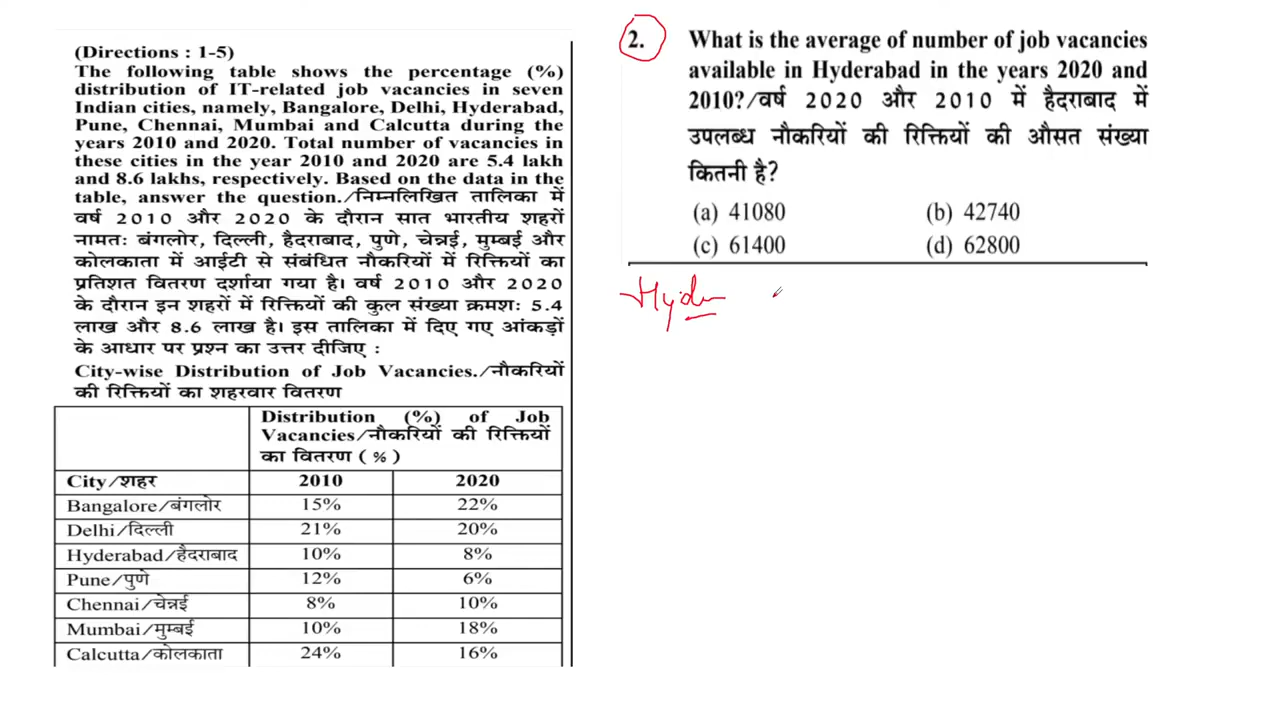 (Directions : 1-5)
The following table shows the percentage (%)
distribution of IT-related job vacancies in seven
Indian cities, namely, Bangalore, Delhi, Hyderabad,
Pune, Chennai, Mumbai and Calcutta during the
years 2010 and 2020. Total number of vacancies in
these cities in the year 2010 and 2020 are 5.4 lakh
and 8.6 lakhs, respectively. Based on the data in the
table, answer the question./निम्नलिखित तालिका में
वर्ष 2010 और 2020 के दौरान सात भारतीय शहरों
नामतः बंगलोर, दिल्ली, हैदराबाद, पुणे, चेन्नई, मुम्बई और
कोलकाता में आईटी से संबंधित नौकरियों में रिक्तियों का
प्रतिशत वितरण दर्शाया गया है। वर्ष 2010 और 2020
के दौरान इन शहरों में रिक्तियों की कुल संख्या क्रमशः 5.4
लाख और 8.6 लाख है। इस तालिका में दिए गए आंकड़ों
के आधार पर प्रश्न का उत्तर दीजिए :
City-wise Distribution of Job Vacancies./नौकरियों
की रिक्तियों का शहरवार वितरण
Distribution (%) of Job
Vacancies/नौकरियों की रिक्तियों
का वितरण ( % )
City/शहर 2010 2020
Bangalore/बंगलोर 15% 22%
Delhi/दिल्ली 21% 20%
Hyderabad/हैदराबाद 10% 8%
Pune/पुणे 12% 6%
Chennai/चेन्नई 8% 10%
Mumbai/मुम्बई 10% 18%
Calcutta/कोलकाता 24% 16%
2. What is the average of number of job vacancies
available in Hyderabad in the years 2020 and
2010?/वर्ष 2020 और 2010 में हैदराबाद में
उपलब्ध नौकरियों की रिक्तियों की औसत संख्या
कितनी है?
(a) 41080 (b) 42740
(c) 61400 (d) 62800
Hyde